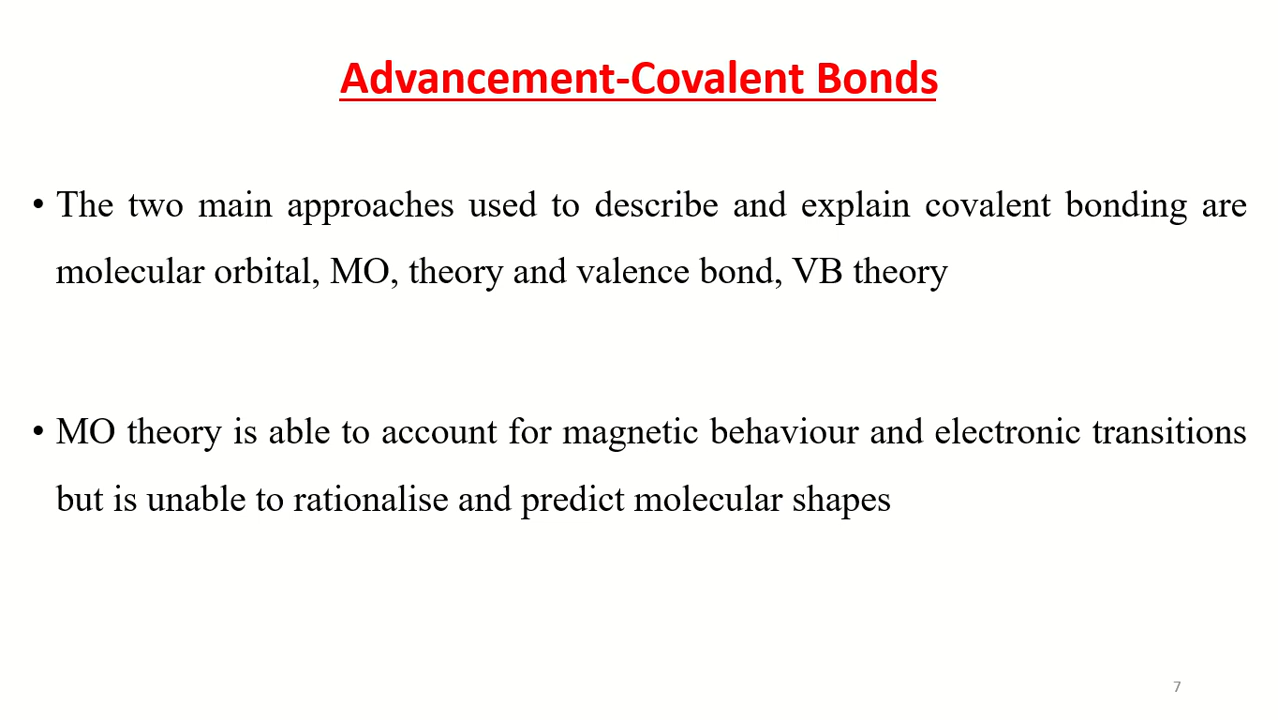 Advancement-Covalent Bonds
• The two main approaches used to describe and explain covalent bonding are
molecular orbital, MO, theory and valence bond, VB theory
• MO theory is able to account for magnetic behaviour and electronic transitions
but is unable to rationalise and predict molecular shapes
7